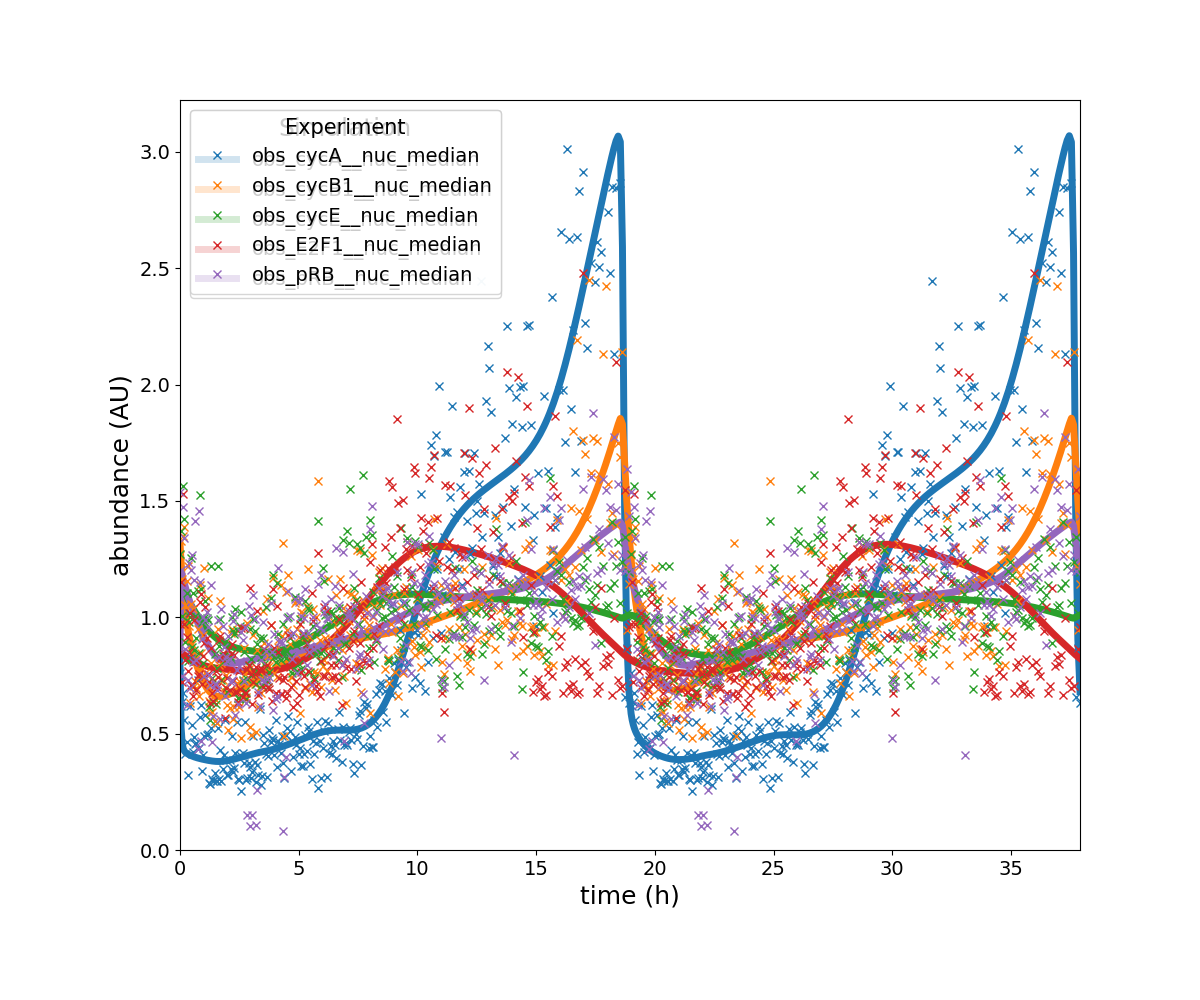 Experiment
obs_cycA__nuc_median
obs_cycB1__nuc_median
obs_cycE__nuc_median
obs_E2F1__nuc_median
obs_pRB__nuc_median
abundance (AU)
3.0
2.5
2.0
1.5
1.0
0.5
0.0
0 5 10 15 20 25 30 35
time (h)